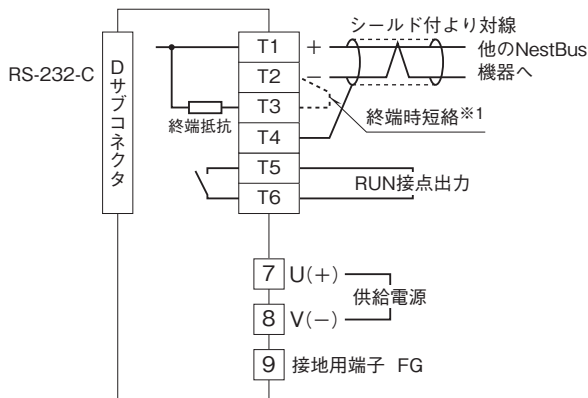 シールド付より対線
RS-232-C
Dサブコネクタ
T1
+
他のNestBus
機器へ
T2
−
T3
終端抵抗
終端時短絡※1
T4
T5
RUN接点出力
T6
7 U(+)
供給電源
8 V(−)
9 接地用端子 FG